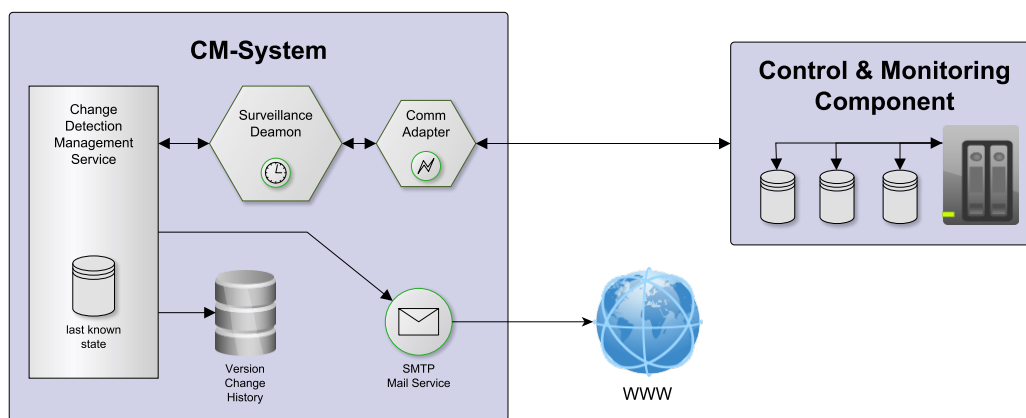 CM-System
Change
Detection
Management
Service
Surveillance
Deamon
Comm
Adapter
Control & Monitoring
Component
last known
state
Version
Change
History
SMTP
Mail Service
WWW